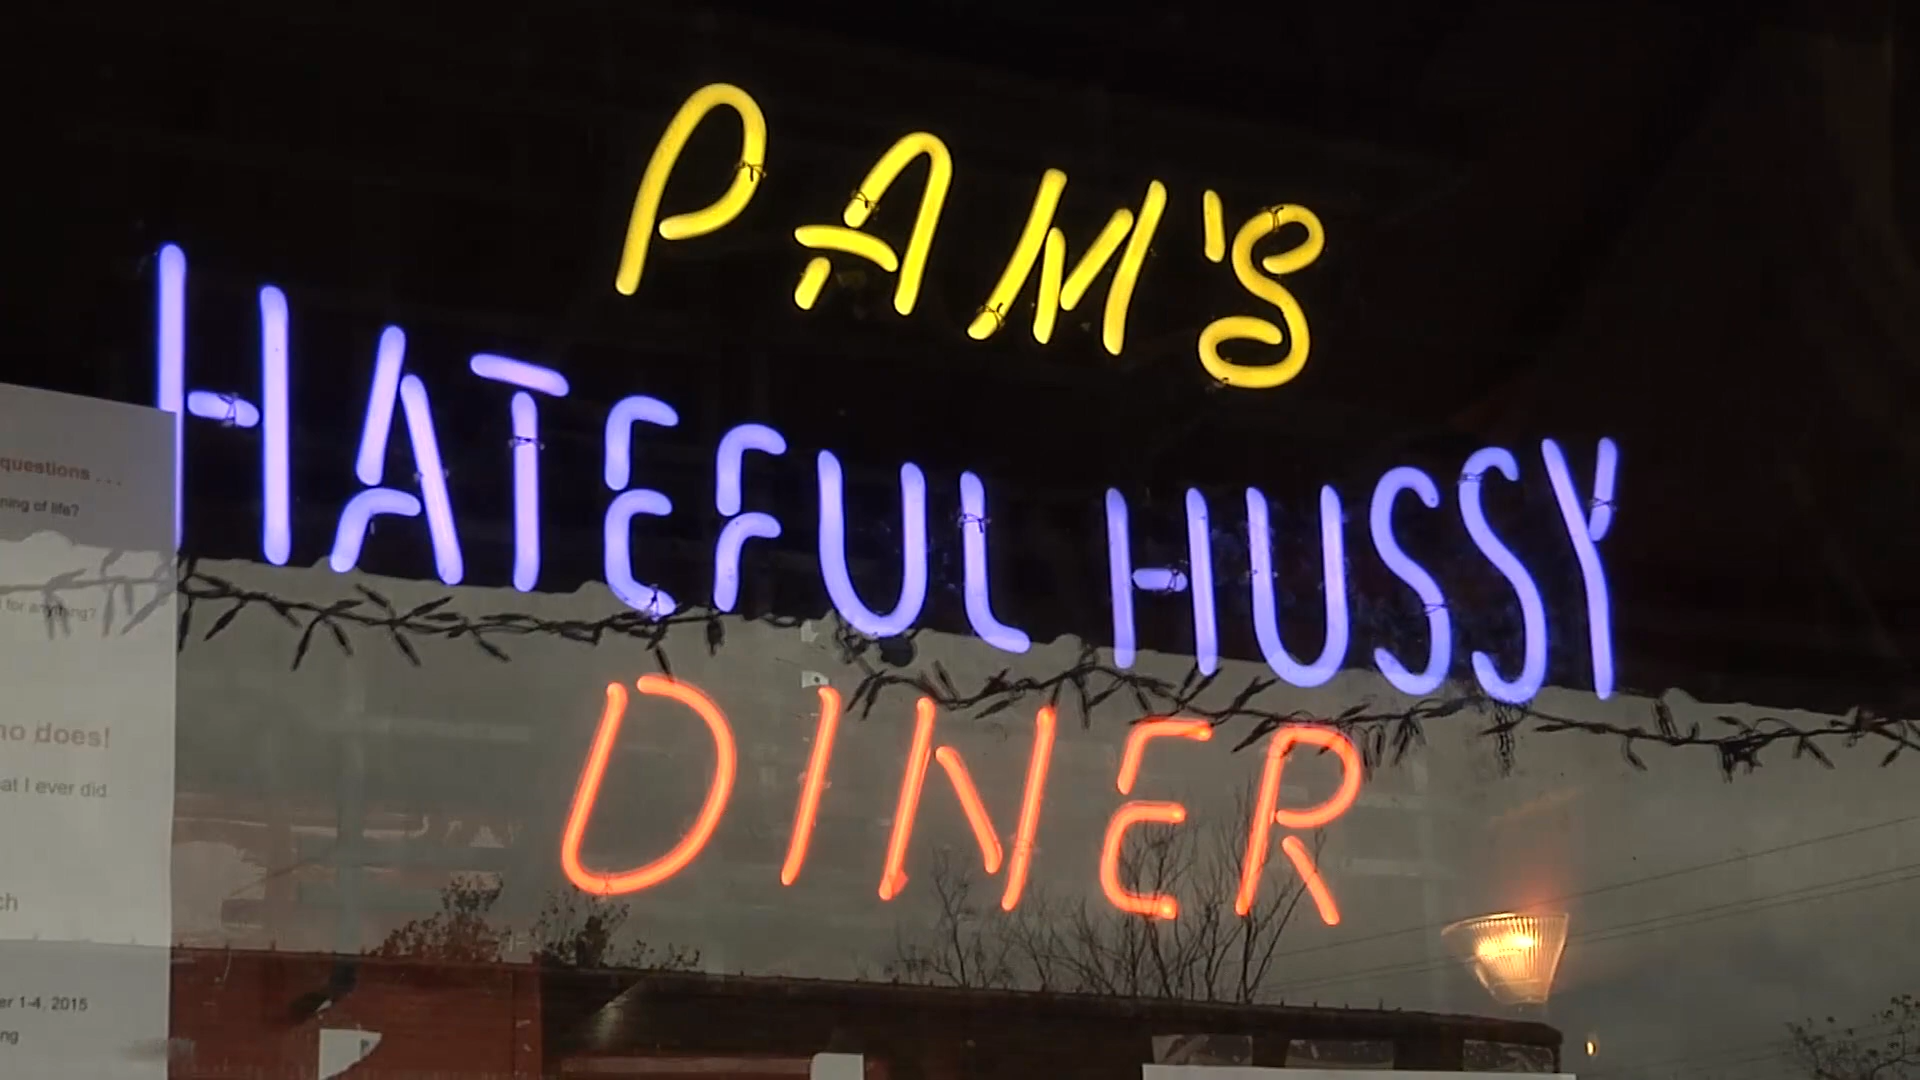 PAM'S
HATEFUL HUSSY
DINER
questions . . .
ning of life?
for anything?
no does!
at I ever did
ch
er 1-4, 2015
ng